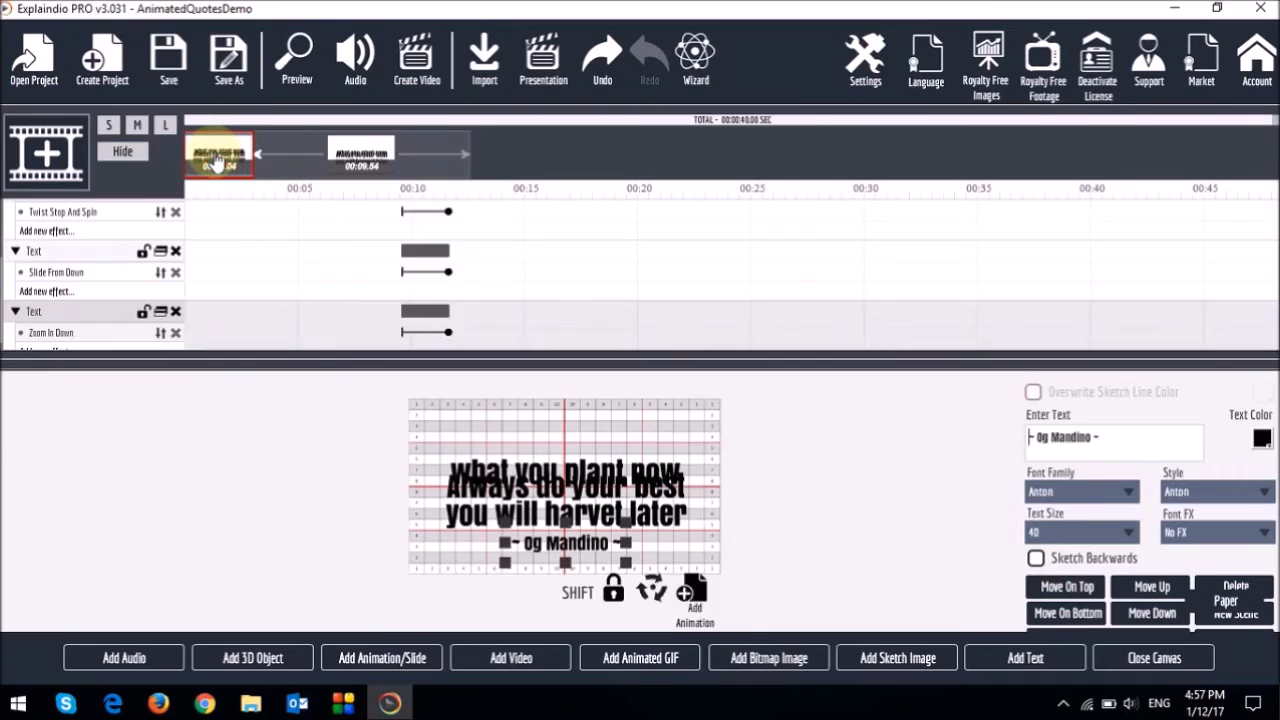 Explaindio PRO v3.031 - AnimatedQuotesDemo
Open Project
Create Project
Save
Save As
Preview
Audio
Create Video
Import
Presentation
Undo
Redo
Wizard
Settings
Language
Royalty Free Images
Royalty Free Footage
Deactivate License
Support
Market
Account
S M L
Hide
TOTAL - 00:00:40.00 SEC
00:09.54
00:05 00:10 00:15 00:20 00:25 00:30 00:35 00:40 00:45
Twist Stop And Spin
Add new effect...
Text
Slide From Down
Add new effect...
Text
Zoom In Down
what you plant now,
Always do your best
you will harvet later
~ Og Mandino ~
SHIFT
Add
Animation
Overwrite Sketch Line Color
Enter Text Text Color
~ Og Mandino ~
Font Family Style
Anton Anton
Text Size Font FX
40 No FX
Sketch Backwards
Move On Top Move Up Delete
Paper
Move On Bottom Move Down New Scene
Add Audio Add 3D Object Add Animation/Slide Add Video Add Animated GIF Add Bitmap Image Add Sketch Image Add Text Close Canvas
ENG
4:57 PM
1/12/17